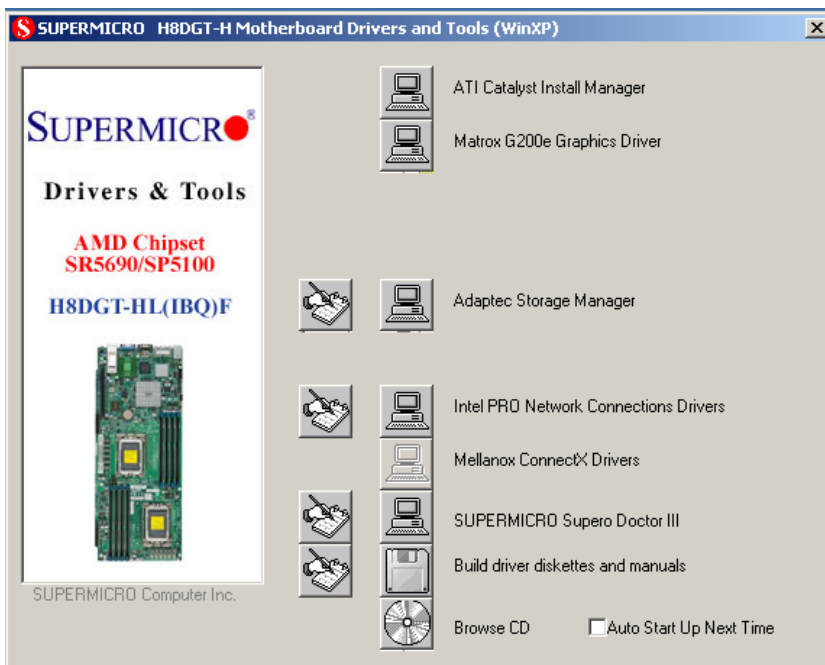 SUPERMICRO H8DGT-H Motherboard Drivers and Tools (WinXP)
SUPERMICRO®
Drivers & Tools
AMD Chipset
SR5690/SP5100
H8DGT-HL(IBQ)F
SUPERMICRO Computer Inc.
ATI Catalyst Install Manager
Matrox G200e Graphics Driver
Adaptec Storage Manager
Intel PRO Network Connections Drivers
Mellanox ConnectX Drivers
SUPERMICRO Supero Doctor III
Build driver diskettes and manuals
Browse CD
Auto Start Up Next Time